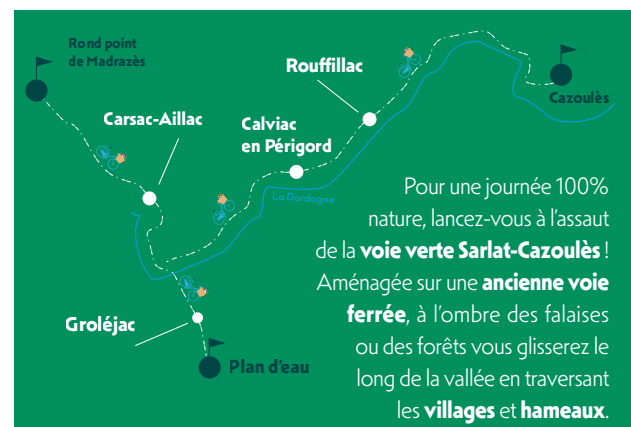 Rond point
de Madrazès
Rouffillac
Cazoulès
Carsac-Aillac
Calviac
en Périgord
La Dordogne
Groléjac
Plan d'eau
Pour une journée 100%
nature, lancez-vous à l'assaut
de la voie verte Sarlat-Cazoulès !
Aménagée sur une ancienne voie
ferrée, à l'ombre des falaises
ou des forêts vous glisserez le
long de la vallée en traversant
les villages et hameaux.